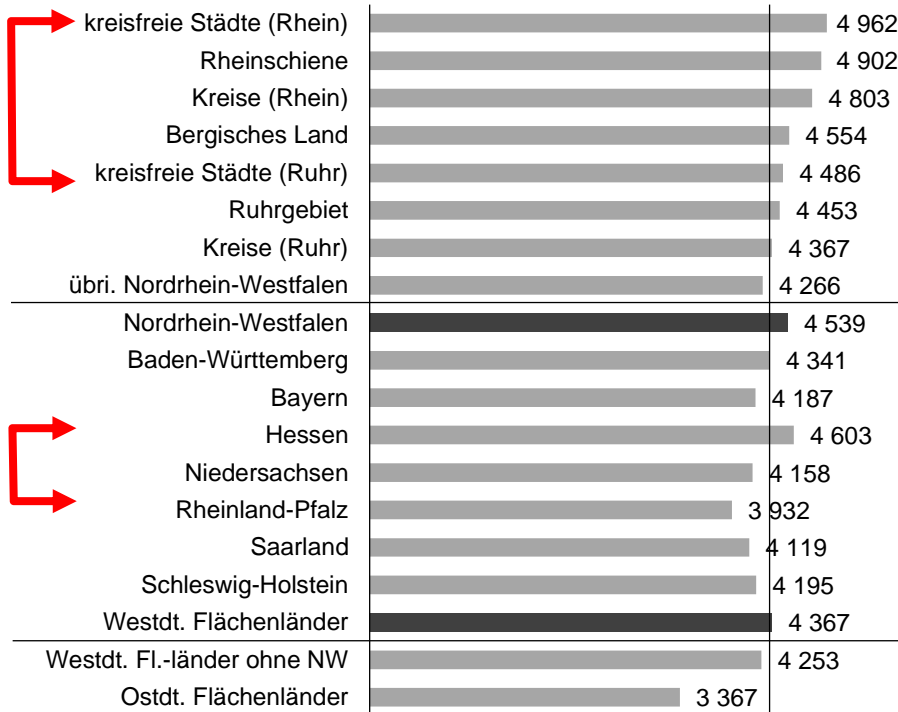 kreisfreie Städte (Rhein) 4 962
Rheinschiene 4 902
Kreise (Rhein) 4 803
Bergisches Land 4 554
kreisfreie Städte (Ruhr) 4 486
Ruhrgebiet 4 453
Kreise (Ruhr) 4 367
übri. Nordrhein-Westfalen 4 266
Nordrhein-Westfalen 4 539
Baden-Württemberg 4 341
Bayern 4 187
Hessen 4 603
Niedersachsen 4 158
Rheinland-Pfalz 3 932
Saarland 4 119
Schleswig-Holstein 4 195
Westdt. Flächenländer 4 367
Westdt. Fl.-länder ohne NW 4 253
Ostdt. Flächenländer 3 367